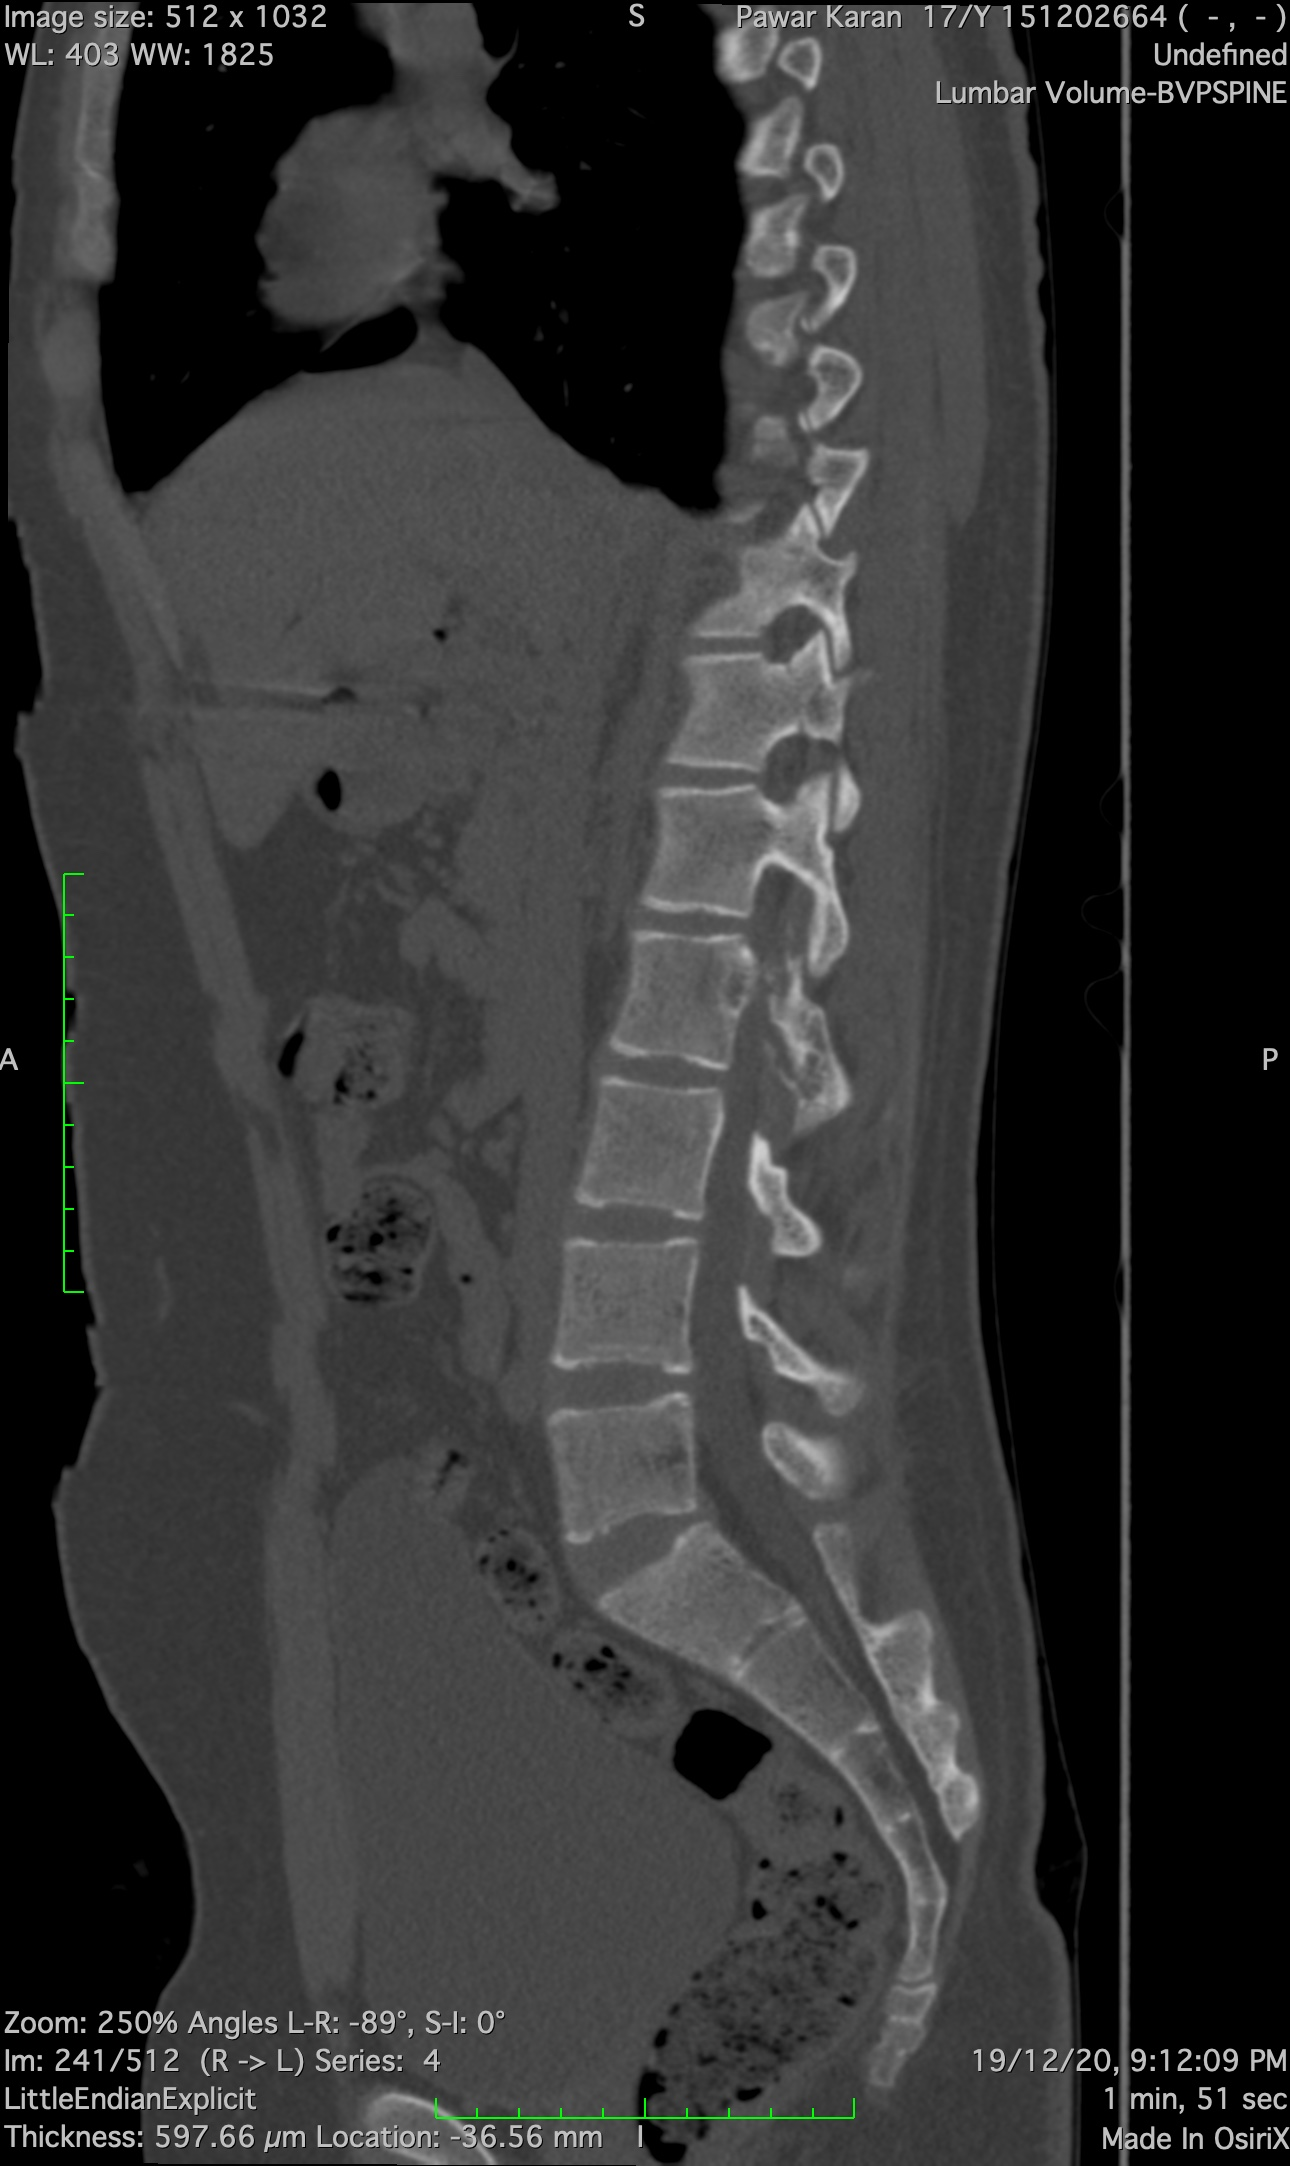 Image size: 512 x 1032
WL: 403 WW: 1825
S
Pawar Karan 17/Y 151202664 ( - , - )
Undefined
Lumbar Volume-BVPSPINE
A
P
Zoom: 250% Angles L-R: -89°, S-I: 0°
Im: 241/512 (R -> L) Series: 4
LittleEndianExplicit
Thickness: 597.66 µm Location: -36.56 mm
I
19/12/20, 9:12:09 PM
1 min, 51 sec
Made In OsiriX